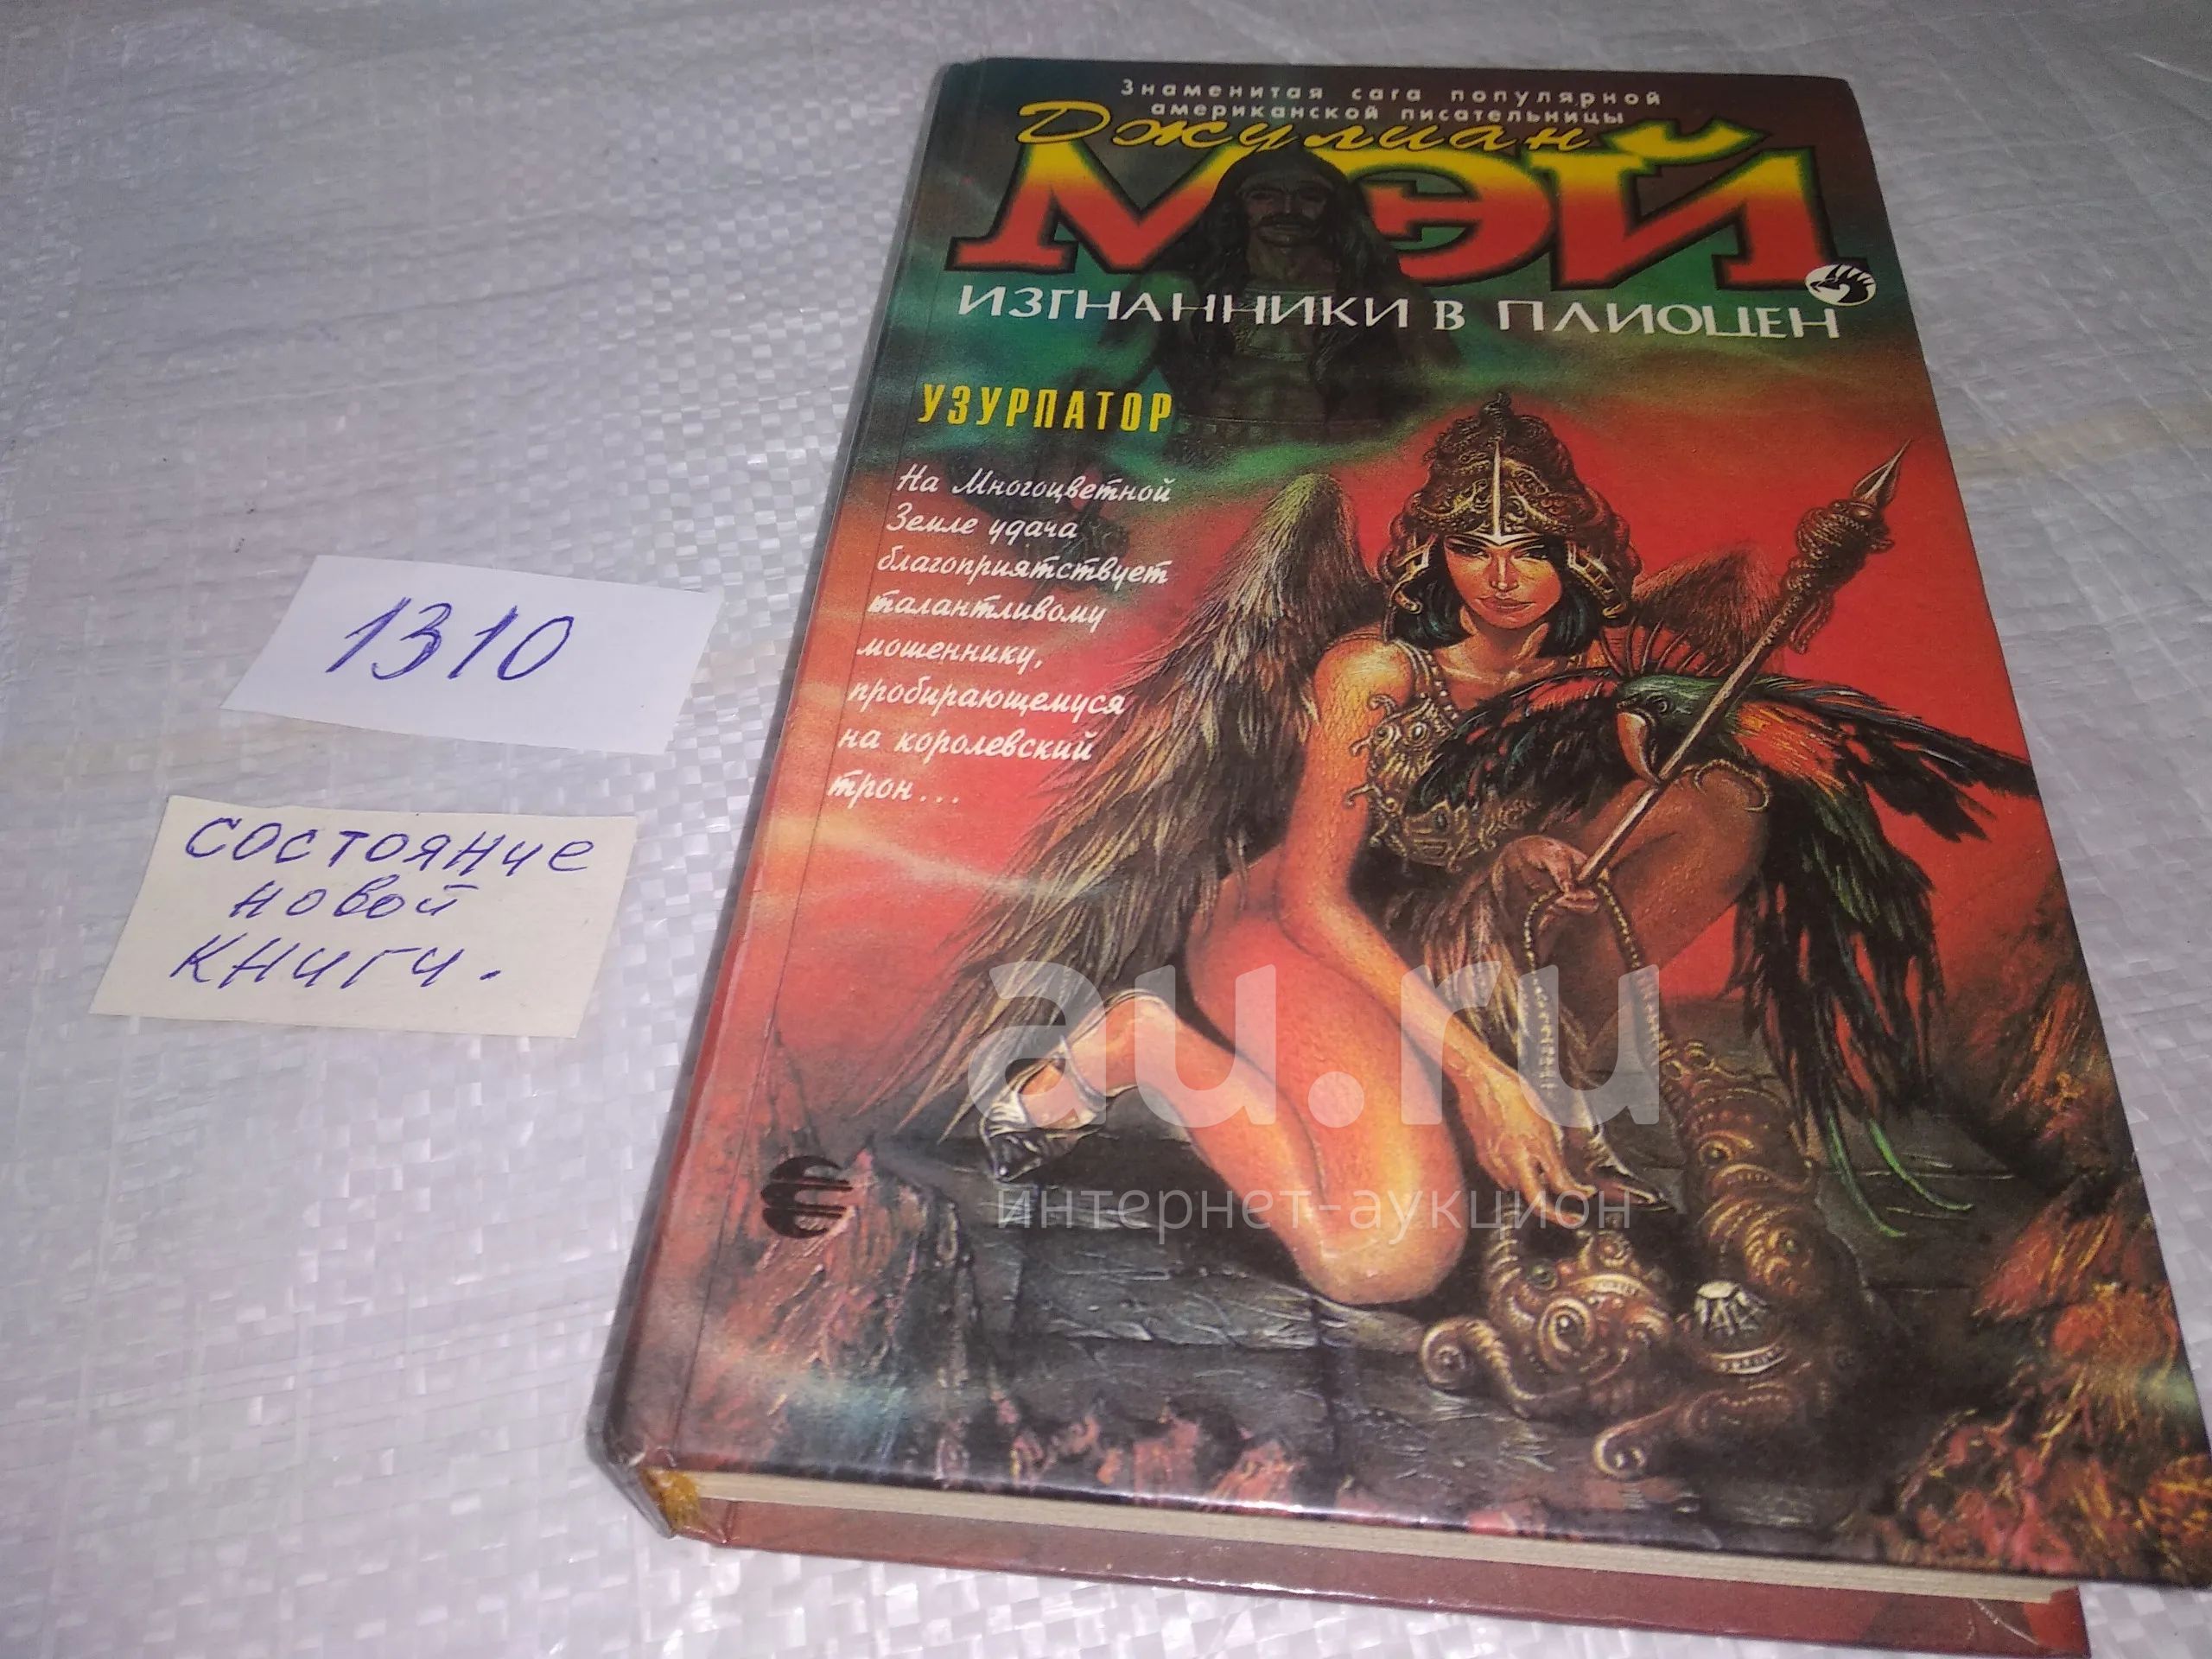 Знаменитая сага популярной
американской писательницы
Джулиан
МЭЙ
ИЗГНАННИКИ В ПЛИОЦЕН
УЗУРПАТОР
На Многоцветной
Земле удача
благоприятствует
талантливому
мошеннику,
пробирающемуся
на королевский
трон...
1310
состояние
новой
книги.
au.ru
интернет-аукцион